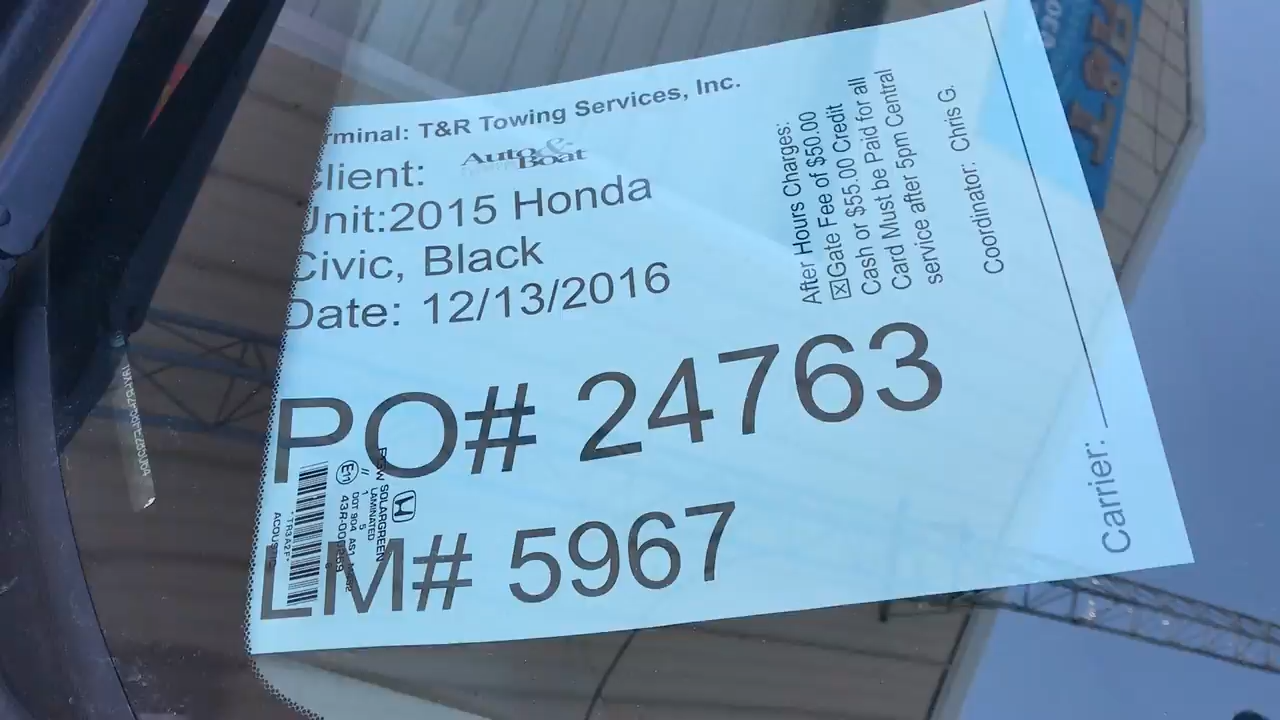 rminal: T&R Towing Services, Inc.
lient: Auto & Boat
Unit:2015 Honda
Civic, Black
Date: 12/13/2016
PO# 24763
LM# 5967
After Hours Charges:
☒Gate Fee of $50.00
Cash or $55.00 Credit
Card Must be Paid for all
service after 5pm Central
Coordinator: Chris G.
Carrier:
PGW SOLARGREEN
LAMINATED
T&R